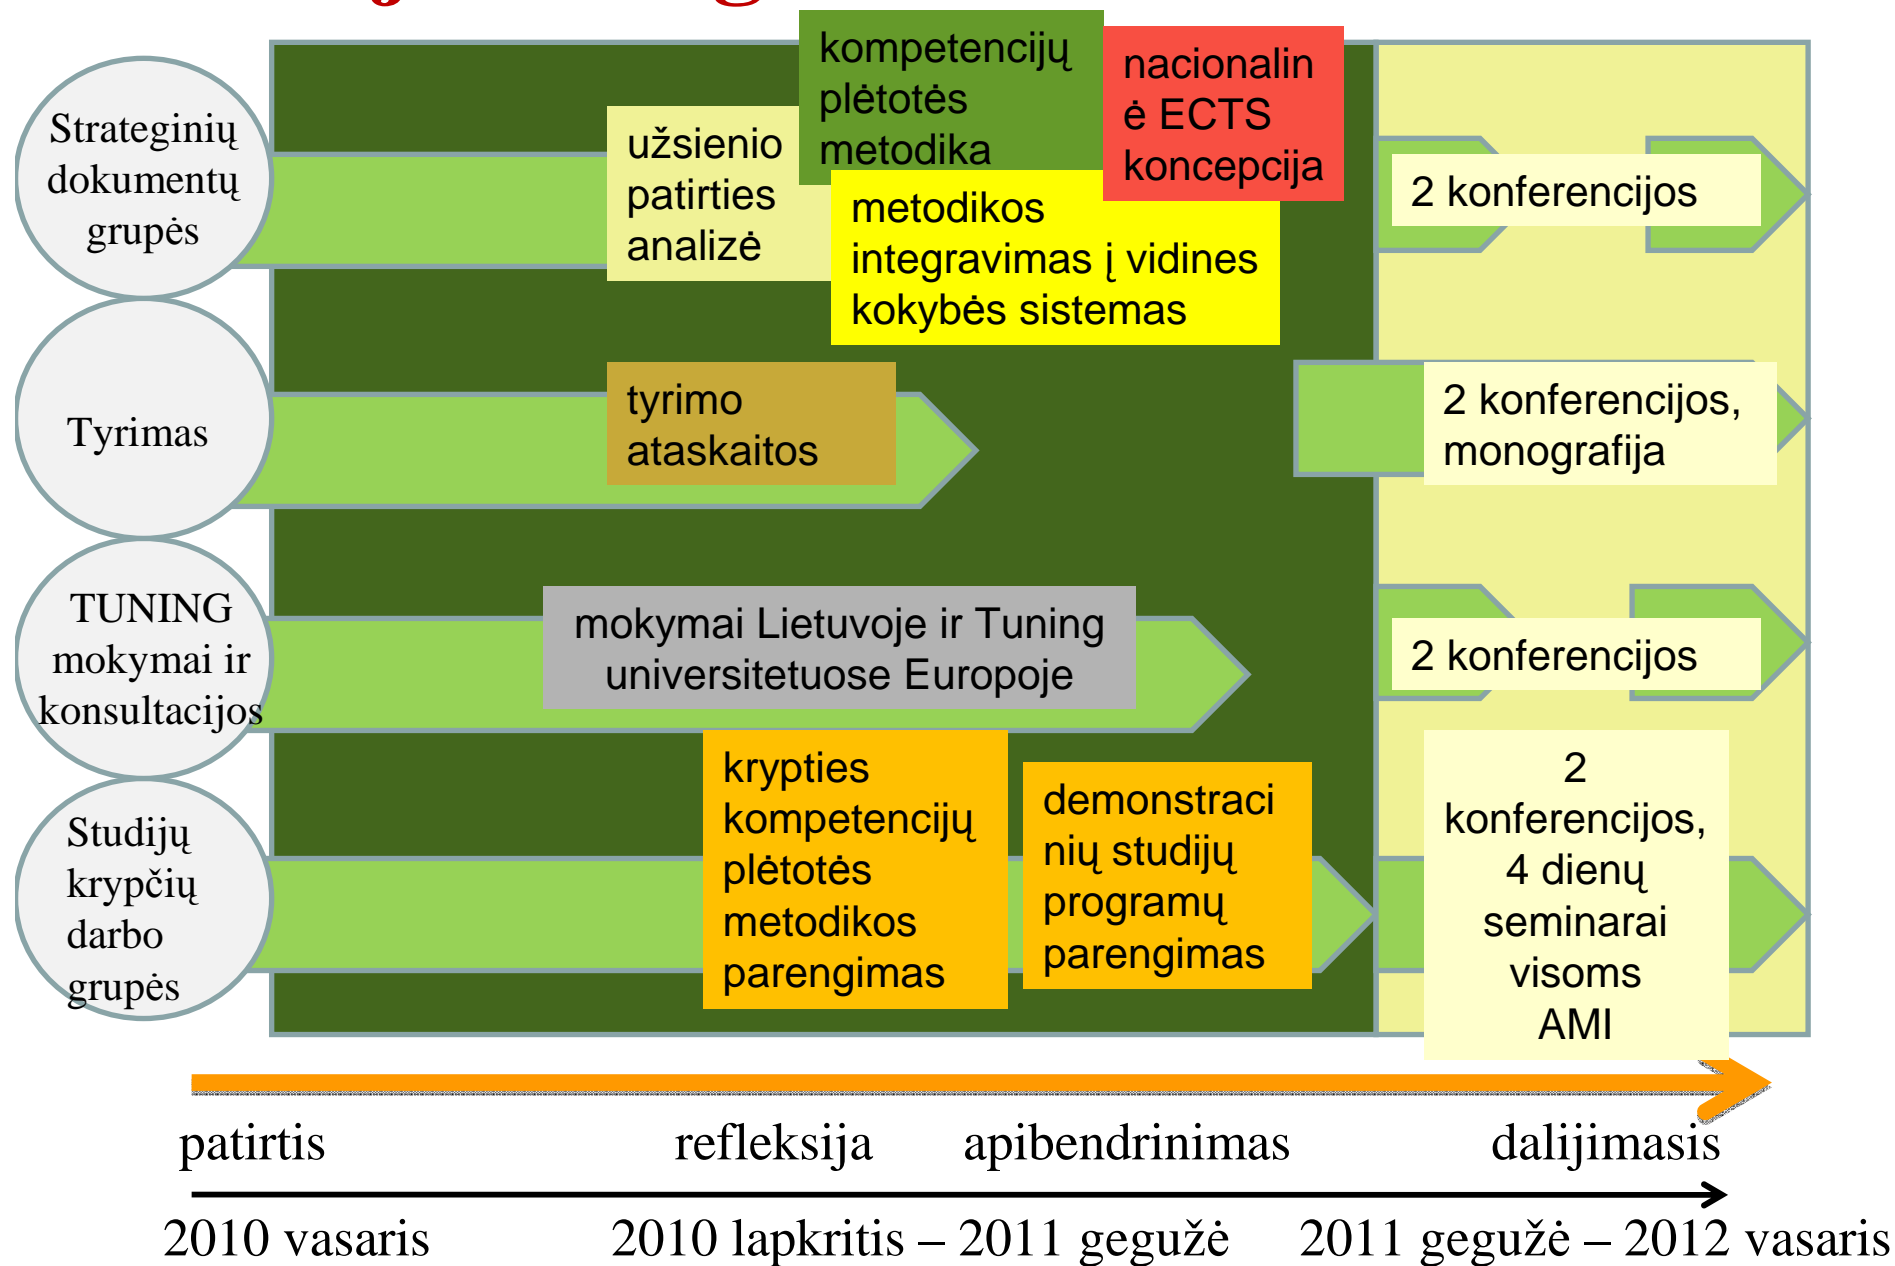 Strateginių
dokumentų
grupės
užsienio
patirties
analizė
kompetencijų
plėtotės
metodika
nacionalin
ė ECTS
koncepcija
metodikos
integravimas į vidines
kokybės sistemas
2 konferencijos
Tyrimas
tyrimo
ataskaitos
2 konferencijos,
monografija
TUNING
mokymai ir
konsultacijos
mokymai Lietuvoje ir Tuning
universitetuose Europoje
2 konferencijos
Studijų
krypčių
darbo
grupės
krypties
kompetencijų
plėtotės
metodikos
parengimas
demonstraci
nių studijų
programų
parengimas
2
konferencijos,
4 dienų
seminarai
visoms
AMI
patirtis refleksija apibendrinimas dalijimasis
2010 vasaris 2010 lapkritis – 2011 gegužė 2011 gegužė – 2012 vasaris